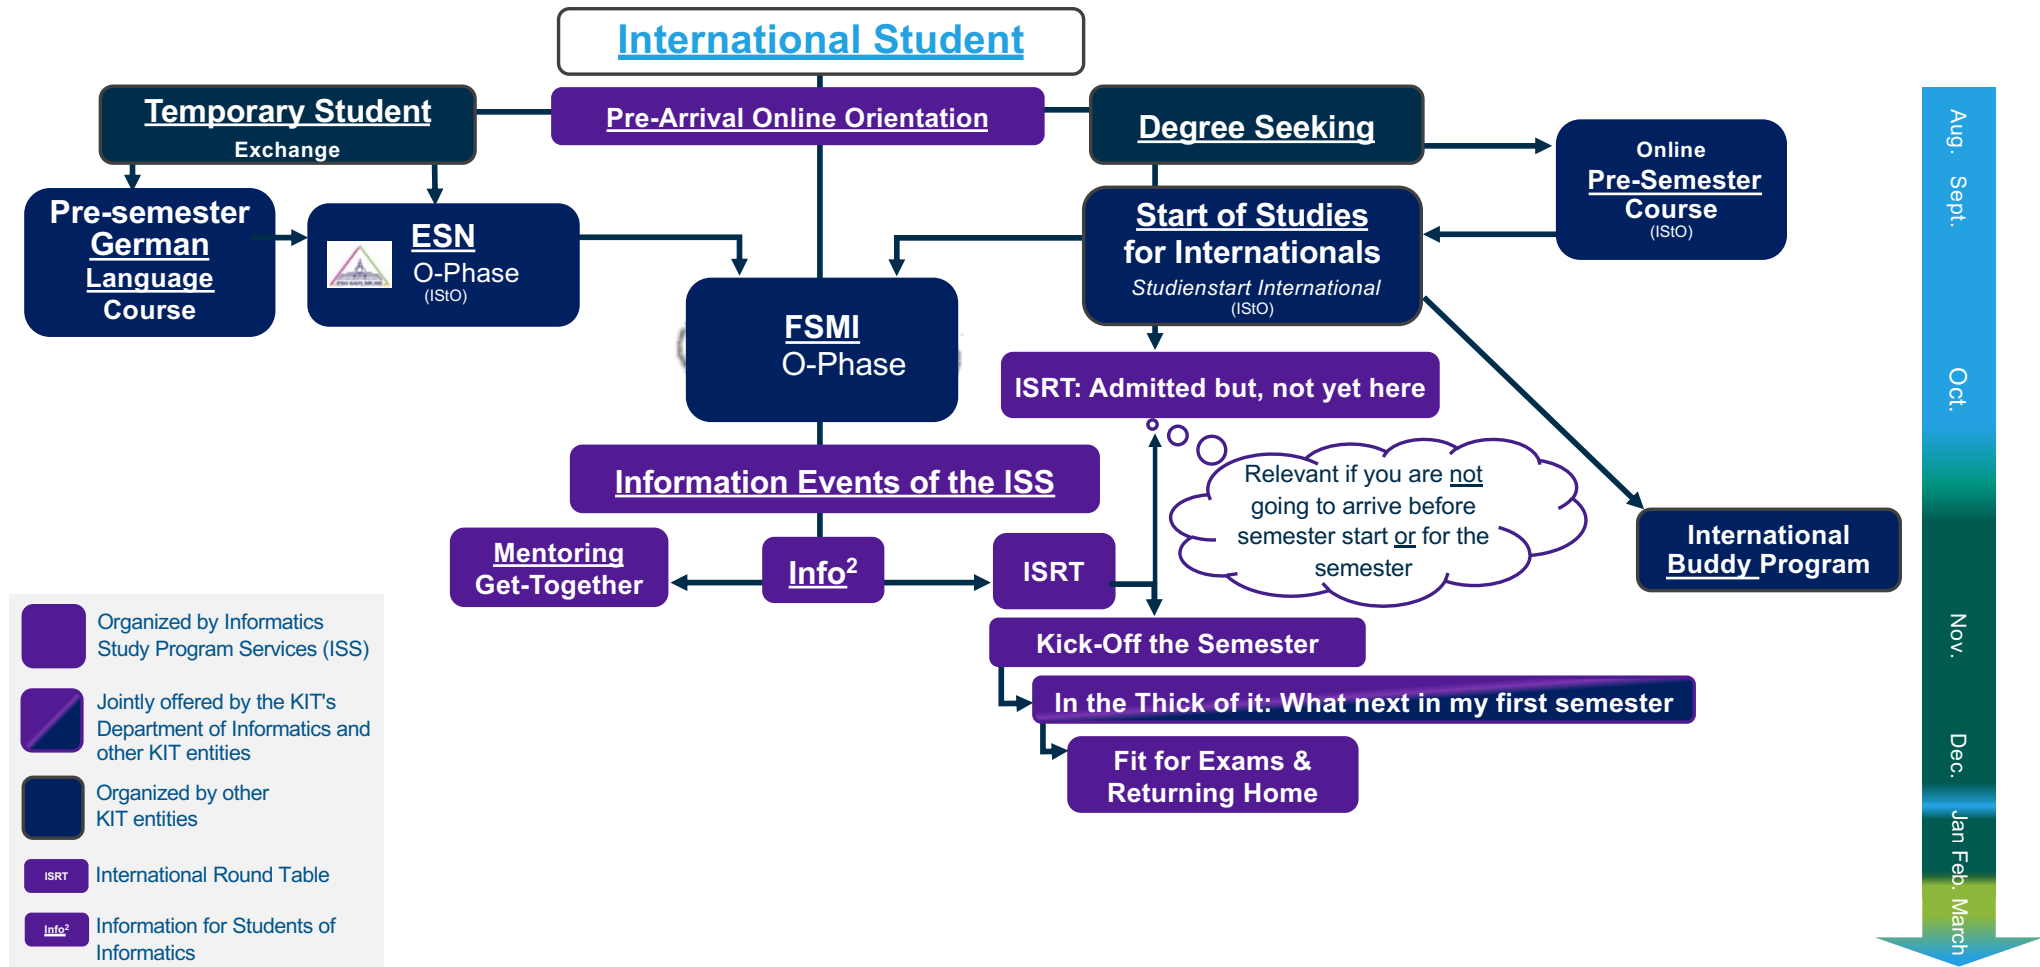 International Student
Temporary Student
Exchange
Pre-Arrival Online Orientation
Degree Seeking
Online
Pre-Semester
Course
(IStO)
Pre-semester
German
Language
Course
ESN
O-Phase
(IStO)
Start of Studies
for Internationals
Studienstart International
(IStO)
FSMI
O-Phase
ISRT: Admitted but, not yet here
Relevant if you are not
going to arrive before
semester start or for the
semester
Information Events of the ISS
Mentoring
Get-Together
Info²
ISRT
International
Buddy Program
Kick-Off the Semester
In the Thick of it: What next in my first semester
Fit for Exams &
Returning Home
Organized by Informatics
Study Program Services (ISS)
Jointly offered by the KIT's
Department of Informatics and
other KIT entities
Organized by other
KIT entities
ISRT
International Round Table
Info²
Information for Students of
Informatics
Aug.
Sept.
Oct.
Nov.
Dec.
Jan
Feb.
March